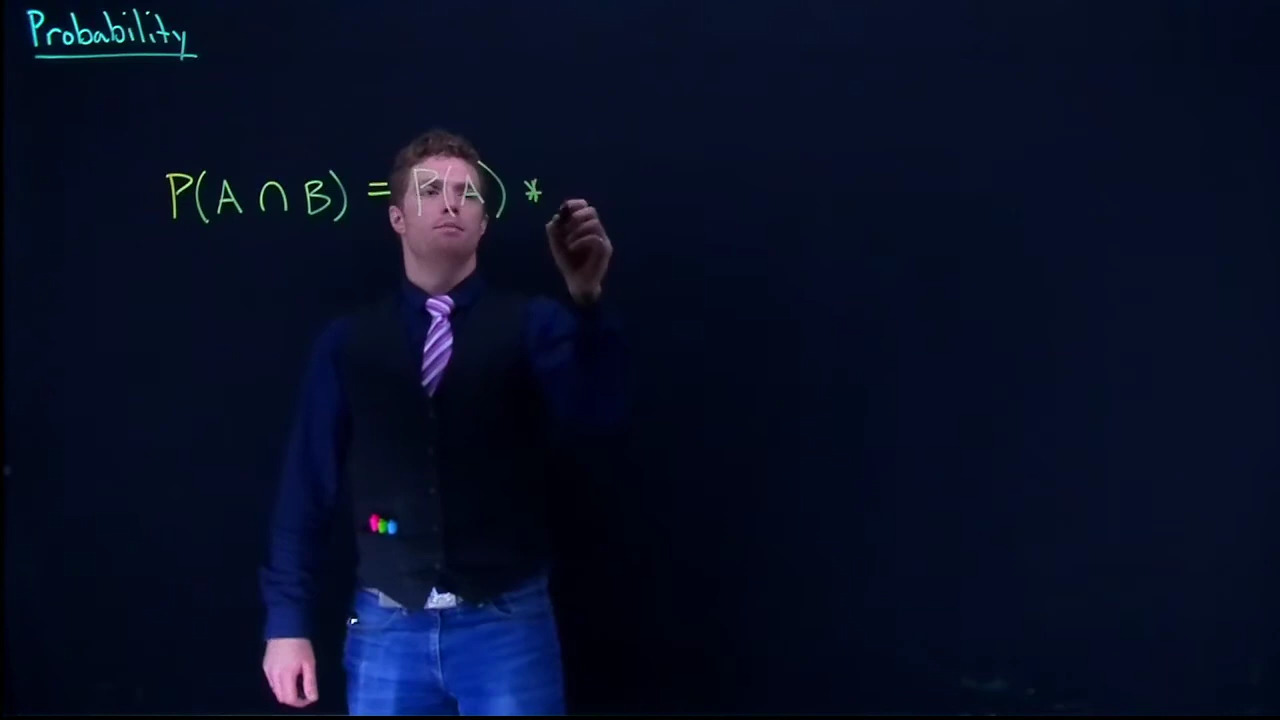 Probability
P(A ∩ B) = P(A) *